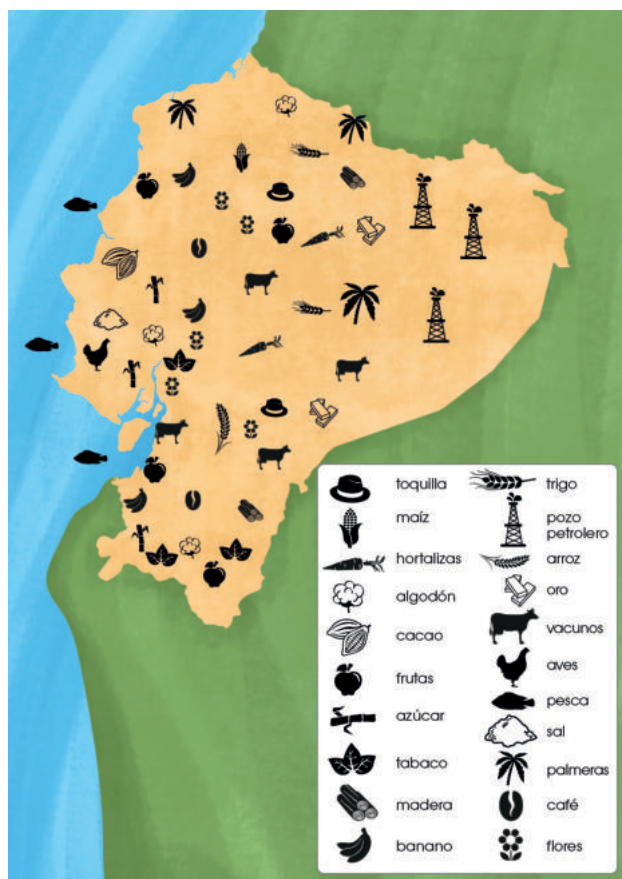 toquilla
maíz
hortalizas
algodón
cacao
frutas
azúcar
tabaco
madera
banano
trigo
pozo
petrolero
arroz
oro
vacunos
aves
pesca
sal
palmeras
café
flores